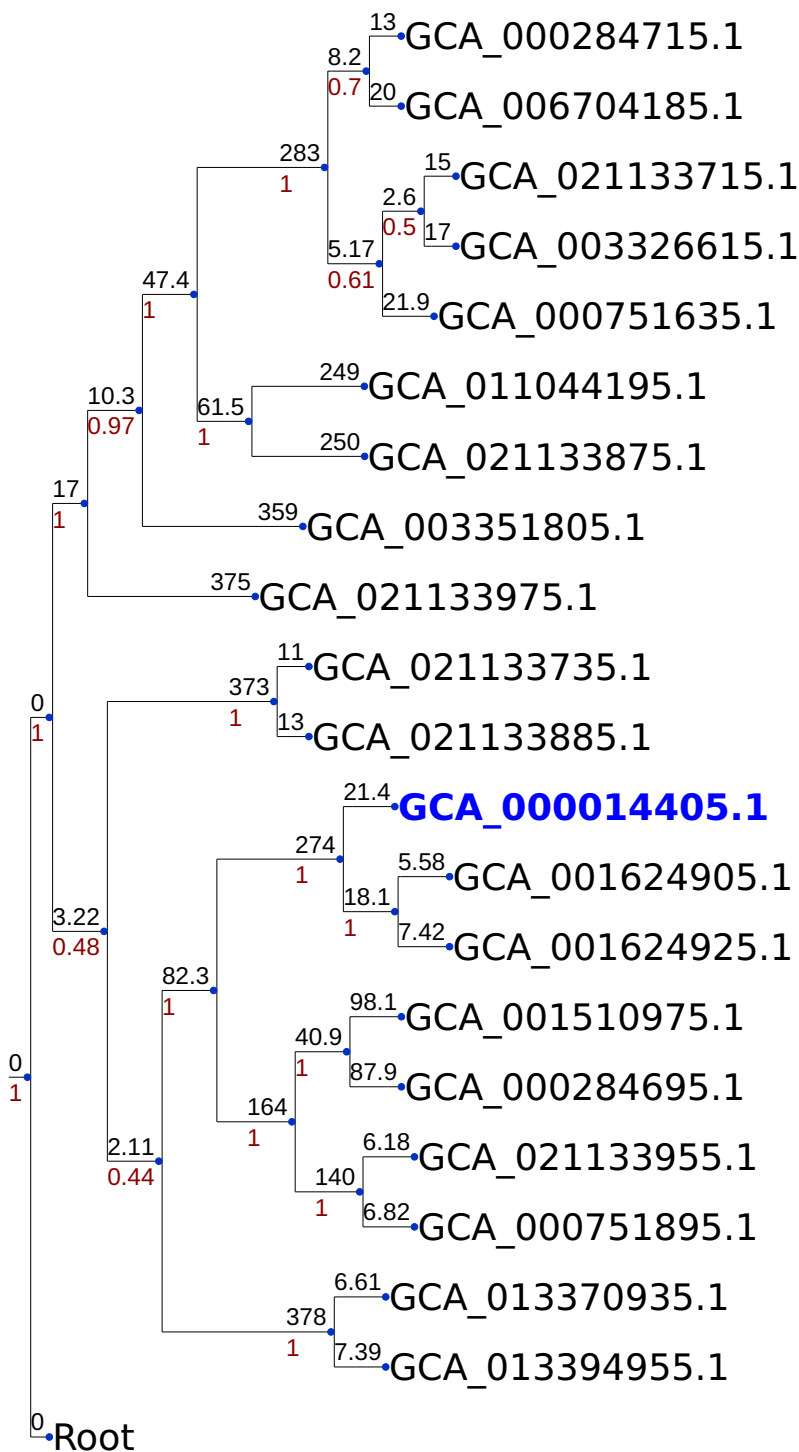 13
GCA_000284715.1
8.2
0.7
20
GCA_006704185.1
283
1
15
GCA_021133715.1
2.6
0.5
17
GCA_003326615.1
5.17
0.61
21.9
GCA_000751635.1
47.4
1
249
GCA_011044195.1
61.5
1
250
GCA_021133875.1
10.3
0.97
359
GCA_003351805.1
17
1
375
GCA_021133975.1
11
GCA_021133735.1
373
1
13
GCA_021133885.1
0
1
21.4
GCA_000014405.1
274
1
5.58
GCA_001624905.1
18.1
1
7.42
GCA_001624925.1
3.22
0.48
82.3
1
98.1
GCA_001510975.1
40.9
1
87.9
GCA_000284695.1
0
1
164
1
6.18
GCA_021133955.1
2.11
0.44
140
1
6.82
GCA_000751895.1
6.61
GCA_013370935.1
378
1
7.39
GCA_013394955.1
0
Root